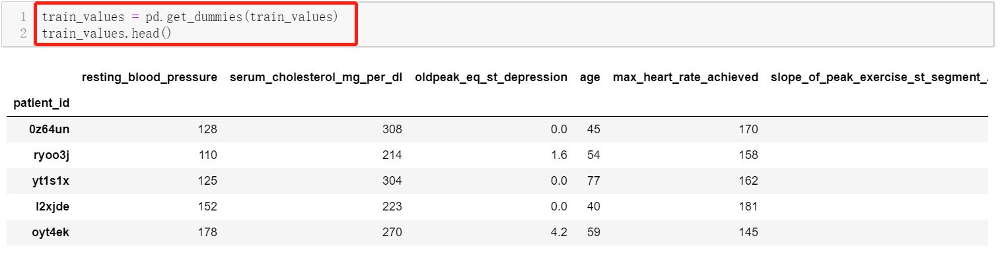 1 train_values = pd.get_dummies(train_values)
2 train_values.head()
resting_blood_pressure serum_cholesterol_mg_per_dl oldpeak_eq_st_depression age max_heart_rate_achieved slope_of_peak_exercise_st_segment_
patient_id
0z64un 128 308 0.0 45 170
ryoo3j 110 214 1.6 54 158
yt1s1x 125 304 0.0 77 162
l2xjde 152 223 0.0 40 181
oyt4ek 178 270 4.2 59 145